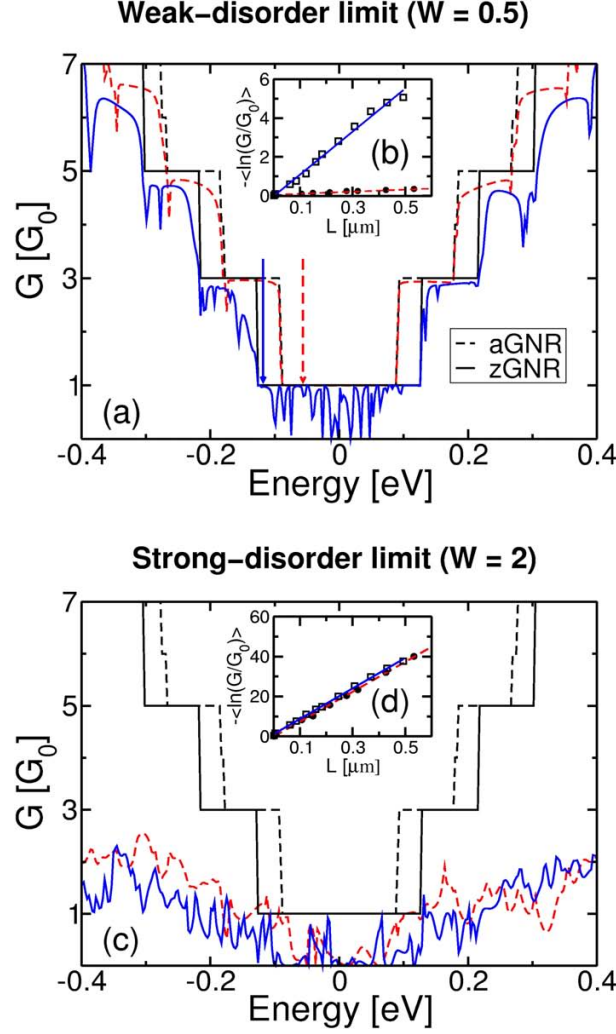 Weak−disorder limit (W = 0.5)
7
5
3
1
G [G0]
6
4
2
0
-<ln(G/G0)>
(b)
0.1
0.3
0.5
L [μm]
aGNR
zGNR
(a)
-0.4
-0.2
0
0.2
0.4
Energy [eV]
Strong−disorder limit (W = 2)
7
5
3
1
G [G0]
60
40
20
0
-<ln(G/G0)>
(d)
0.1
0.3
0.5
L [μm]
(c)
-0.4
-0.2
0
0.2
0.4
Energy [eV]